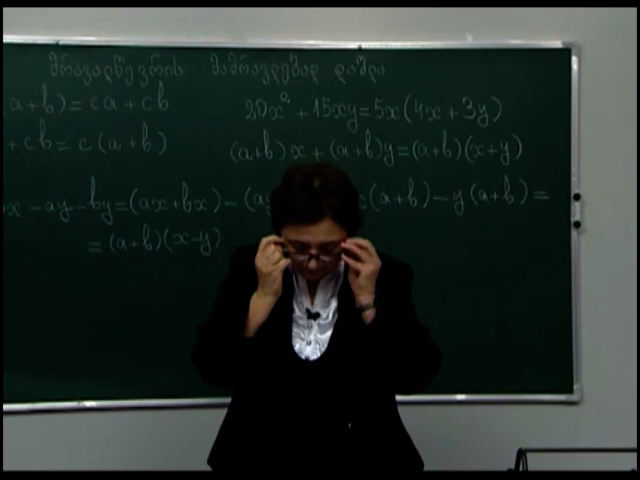 მრავალწევრის მამრავლებად დაშლა
(a+b)=ca+cb
20x²+15xy=5x(4x+3y)
+cb=c(a+b)
(a+b)x+(a+b)y=(a+b)(x+y)
x-ay-by=(ax+bx)-(a (a+b)-y(a+b)=
=(a+b)(x-y)